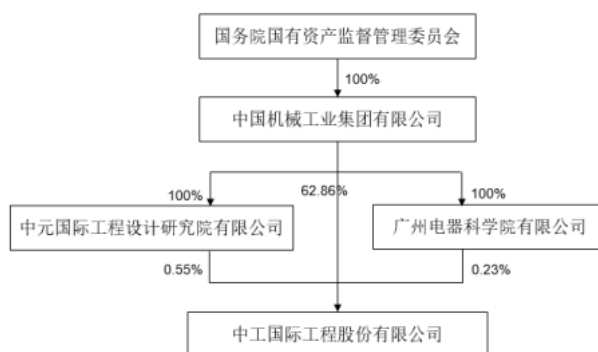 国务院国有资产监督管理委员会
100%
中国机械工业集团有限公司
100%
62.86%
100%
中元国际工程设计研究院有限公司
广州电器科学院有限公司
0.55%
0.23%
中工国际工程股份有限公司